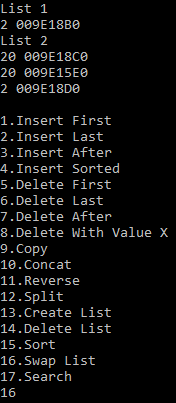 List 1
2 009E18B0
List 2
20 009E18C0
20 009E15E0
2 009E18D0
1.Insert First
2.Insert Last
3.Insert After
4.Insert Sorted
5.Delete First
6.Delete Last
7.Delete After
8.Delete With Value X
9.Copy
10.Concat
11.Reverse
12.Split
13.Create List
14.Delete List
15.Sort
16.Swap List
17.Search
16